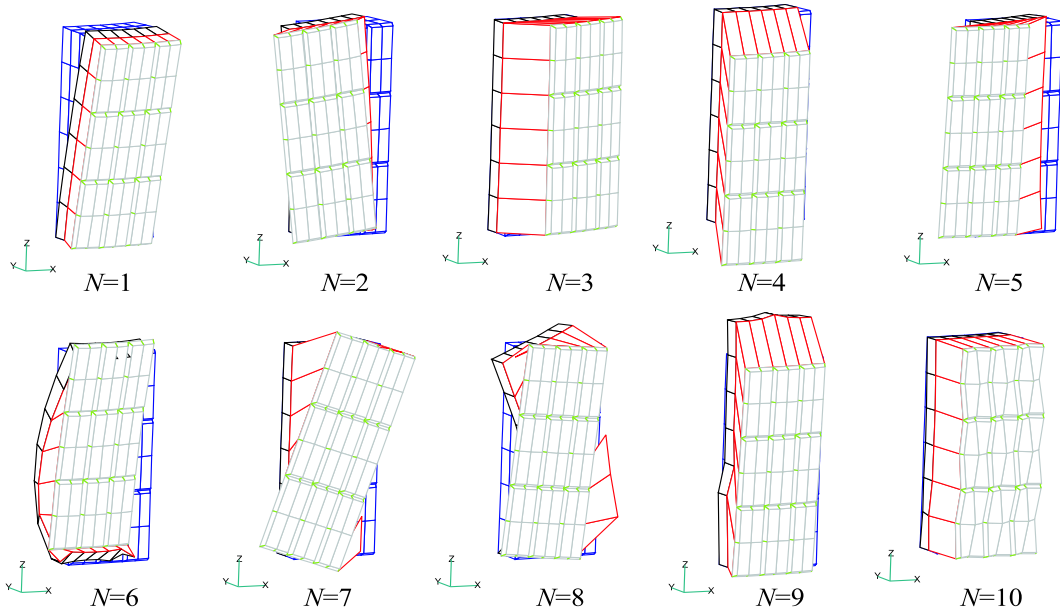 Z Z Z Z Z
Y X Y X Y X Y X Y X
N=1 N=2 N=3 N=4 N=5
Z Z Z Z Z
Y X Y X Y X Y X Y X
N=6 N=7 N=8 N=9 N=10